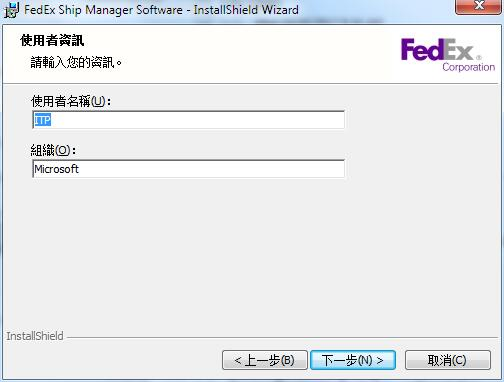 FedEx Ship Manager Software - InstallShield Wizard
使用者資訊
請輸入您的資訊。
FedEx®
Corporation
使用者名稱(U):
ITP
組織(O):
Microsoft
InstallShield
< 上一步(B)
下一步(N) >
取消(C)